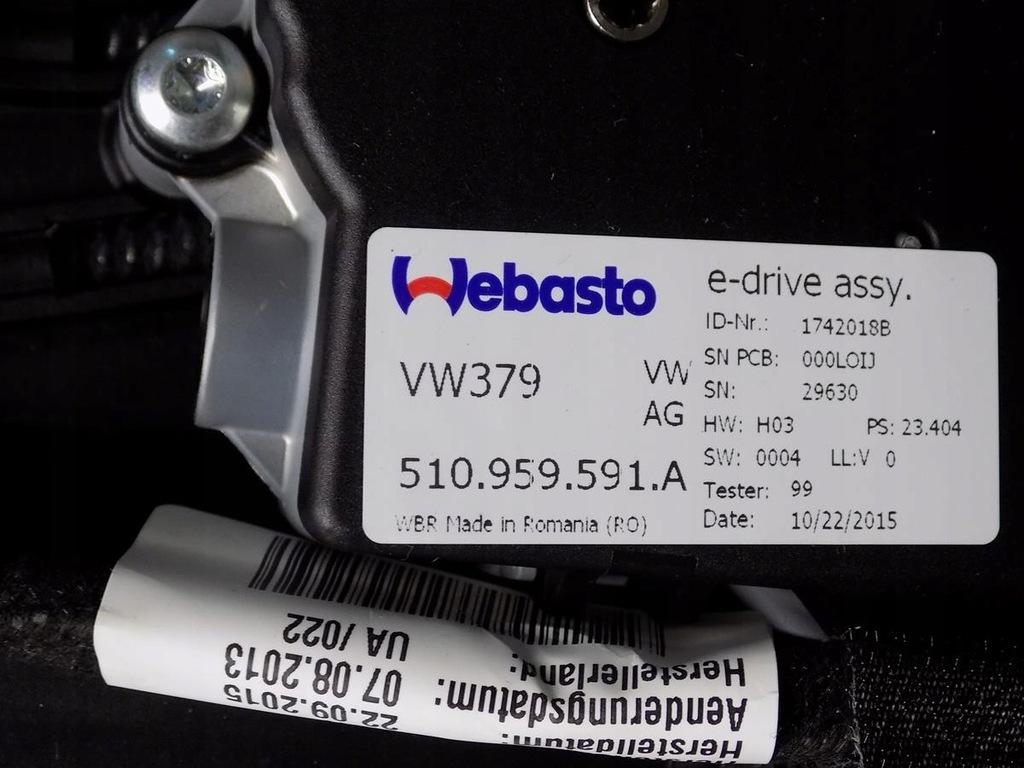 Webasto
e-drive assy.
ID-Nr.: 1742018B
VW379
VW
AG
SN PCB: 000LOIJ
SN: 29630
HW: H03 PS: 23.404
510.959.591.A
SW: 0004 LL:V 0
Tester: 99
WBR Made in Romania (RO)
Date: 10/22/2015
Herstelldatum: 22.09.2015
Aenderungsdatum: 07.08.2013
Herstellerland: UA /022